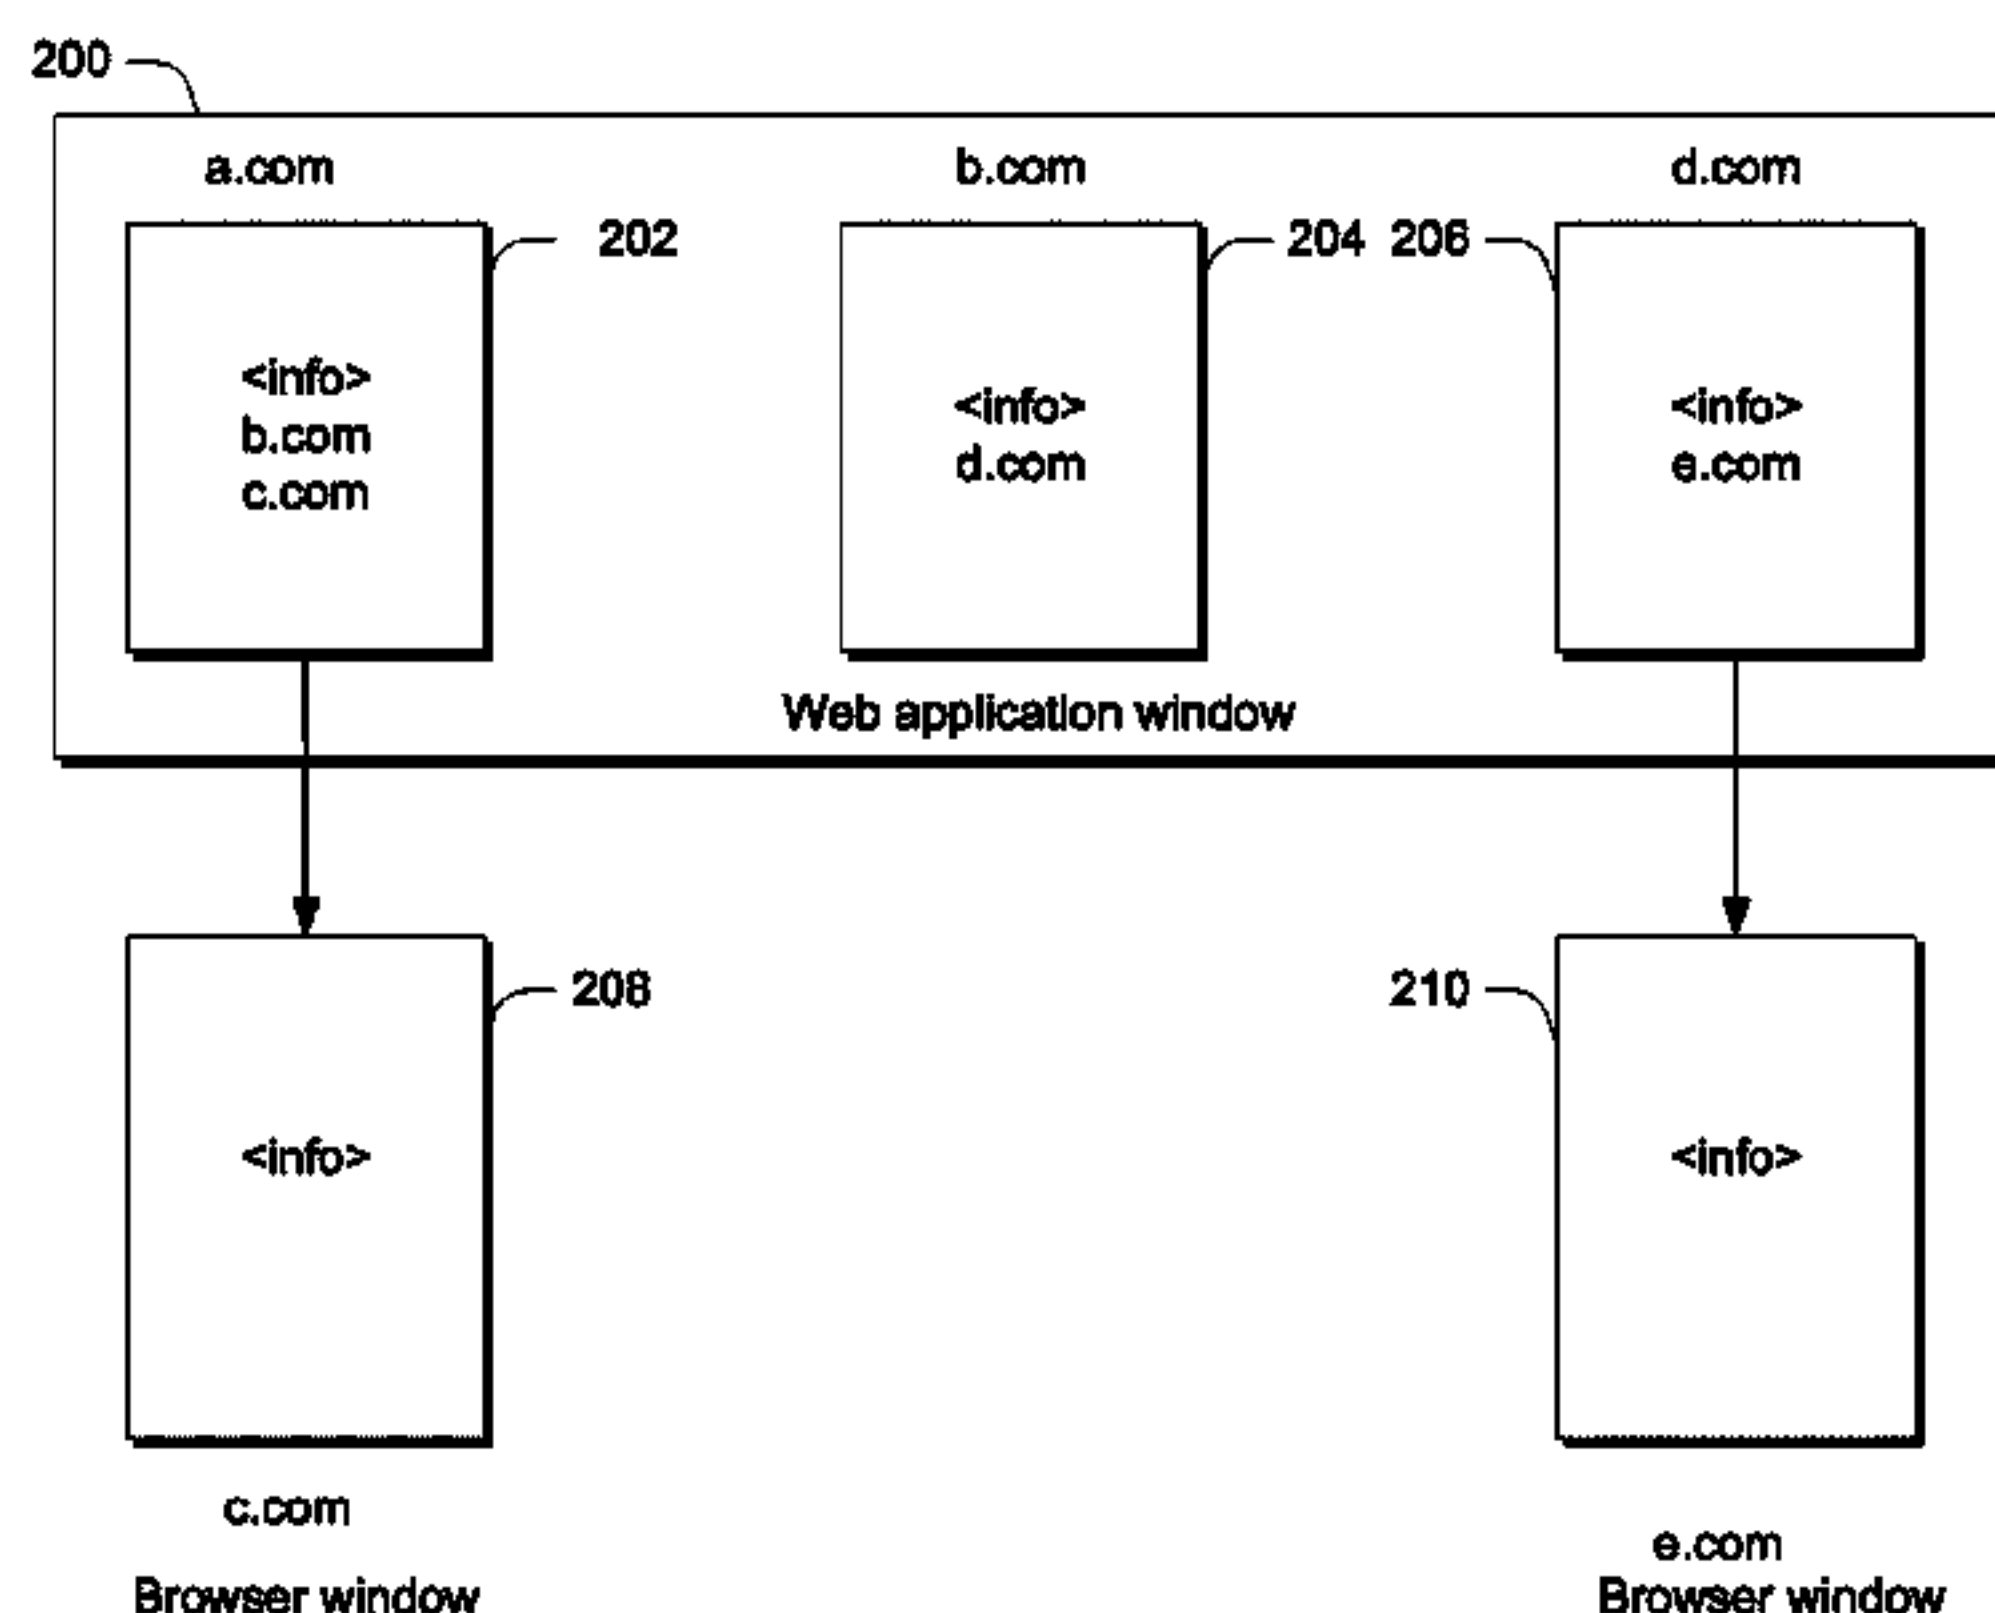 200
a.com b.com d.com
202 204 206
<info>
b.com
c.com
<info>
d.com
<info>
e.com
Web application window
208 210
<info> <info>
c.com
e.com
Browser window Browser window